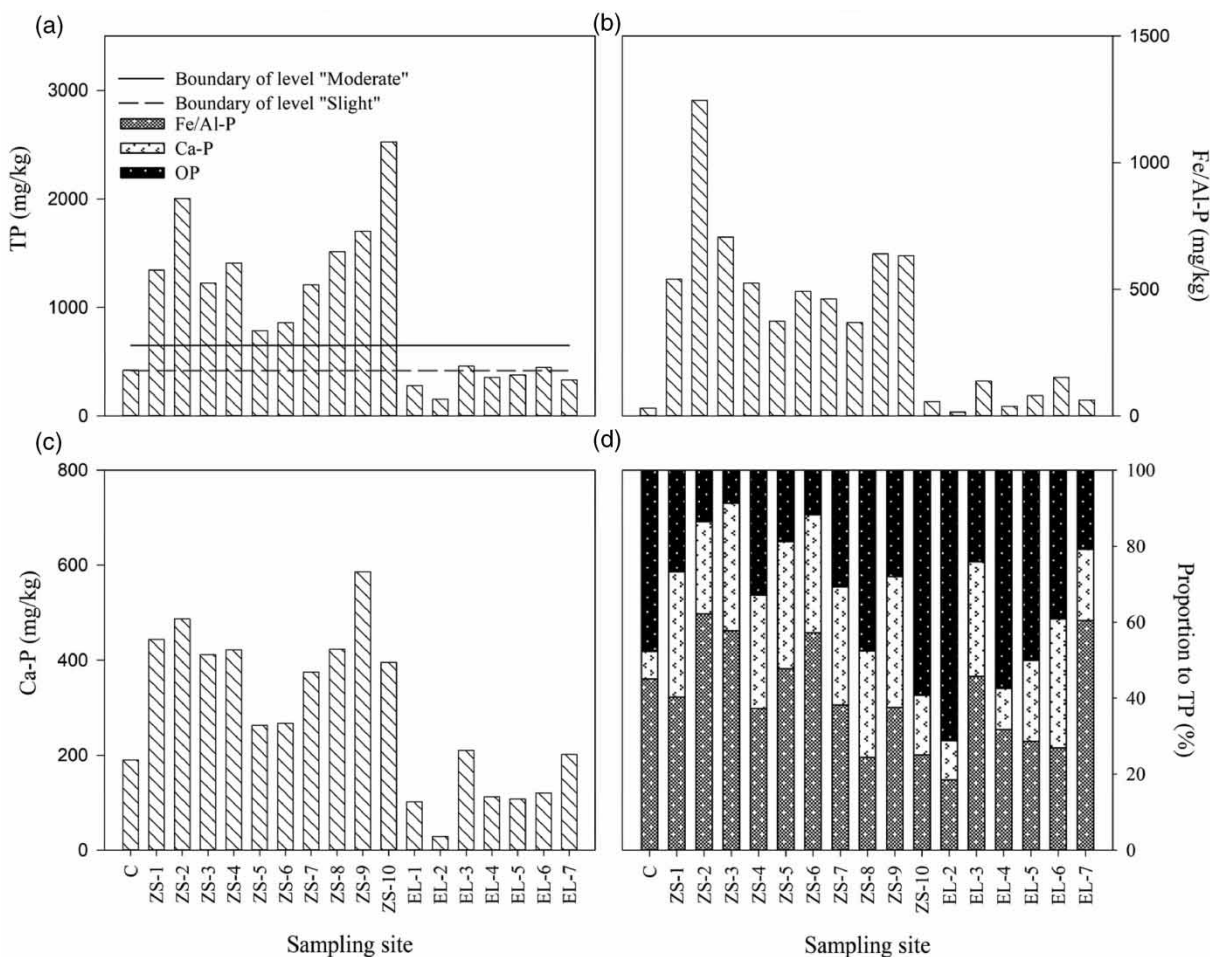 (a)
3000
2000
1000
0
TP (mg/kg)
Boundary of level "Moderate"
Boundary of level "Slight"
Fe/Al-P
Ca-P
OP
(b)
1500
1000
500
0
Fe/Al-P (mg/kg)
(c)
800
600
400
200
0
Ca-P (mg/kg)
C
ZS-1
ZS-2
ZS-3
ZS-4
ZS-5
ZS-6
ZS-7
ZS-8
ZS-9
ZS-10
EL-1
EL-2
EL-3
EL-4
EL-5
EL-6
EL-7
Sampling site
(d)
100
80
60
40
20
0
Proportion to TP (%)
C
ZS-1
ZS-2
ZS-3
ZS-4
ZS-5
ZS-6
ZS-7
ZS-8
ZS-9
ZS-10
EL-2
EL-3
EL-4
EL-5
EL-6
EL-7
Sampling site